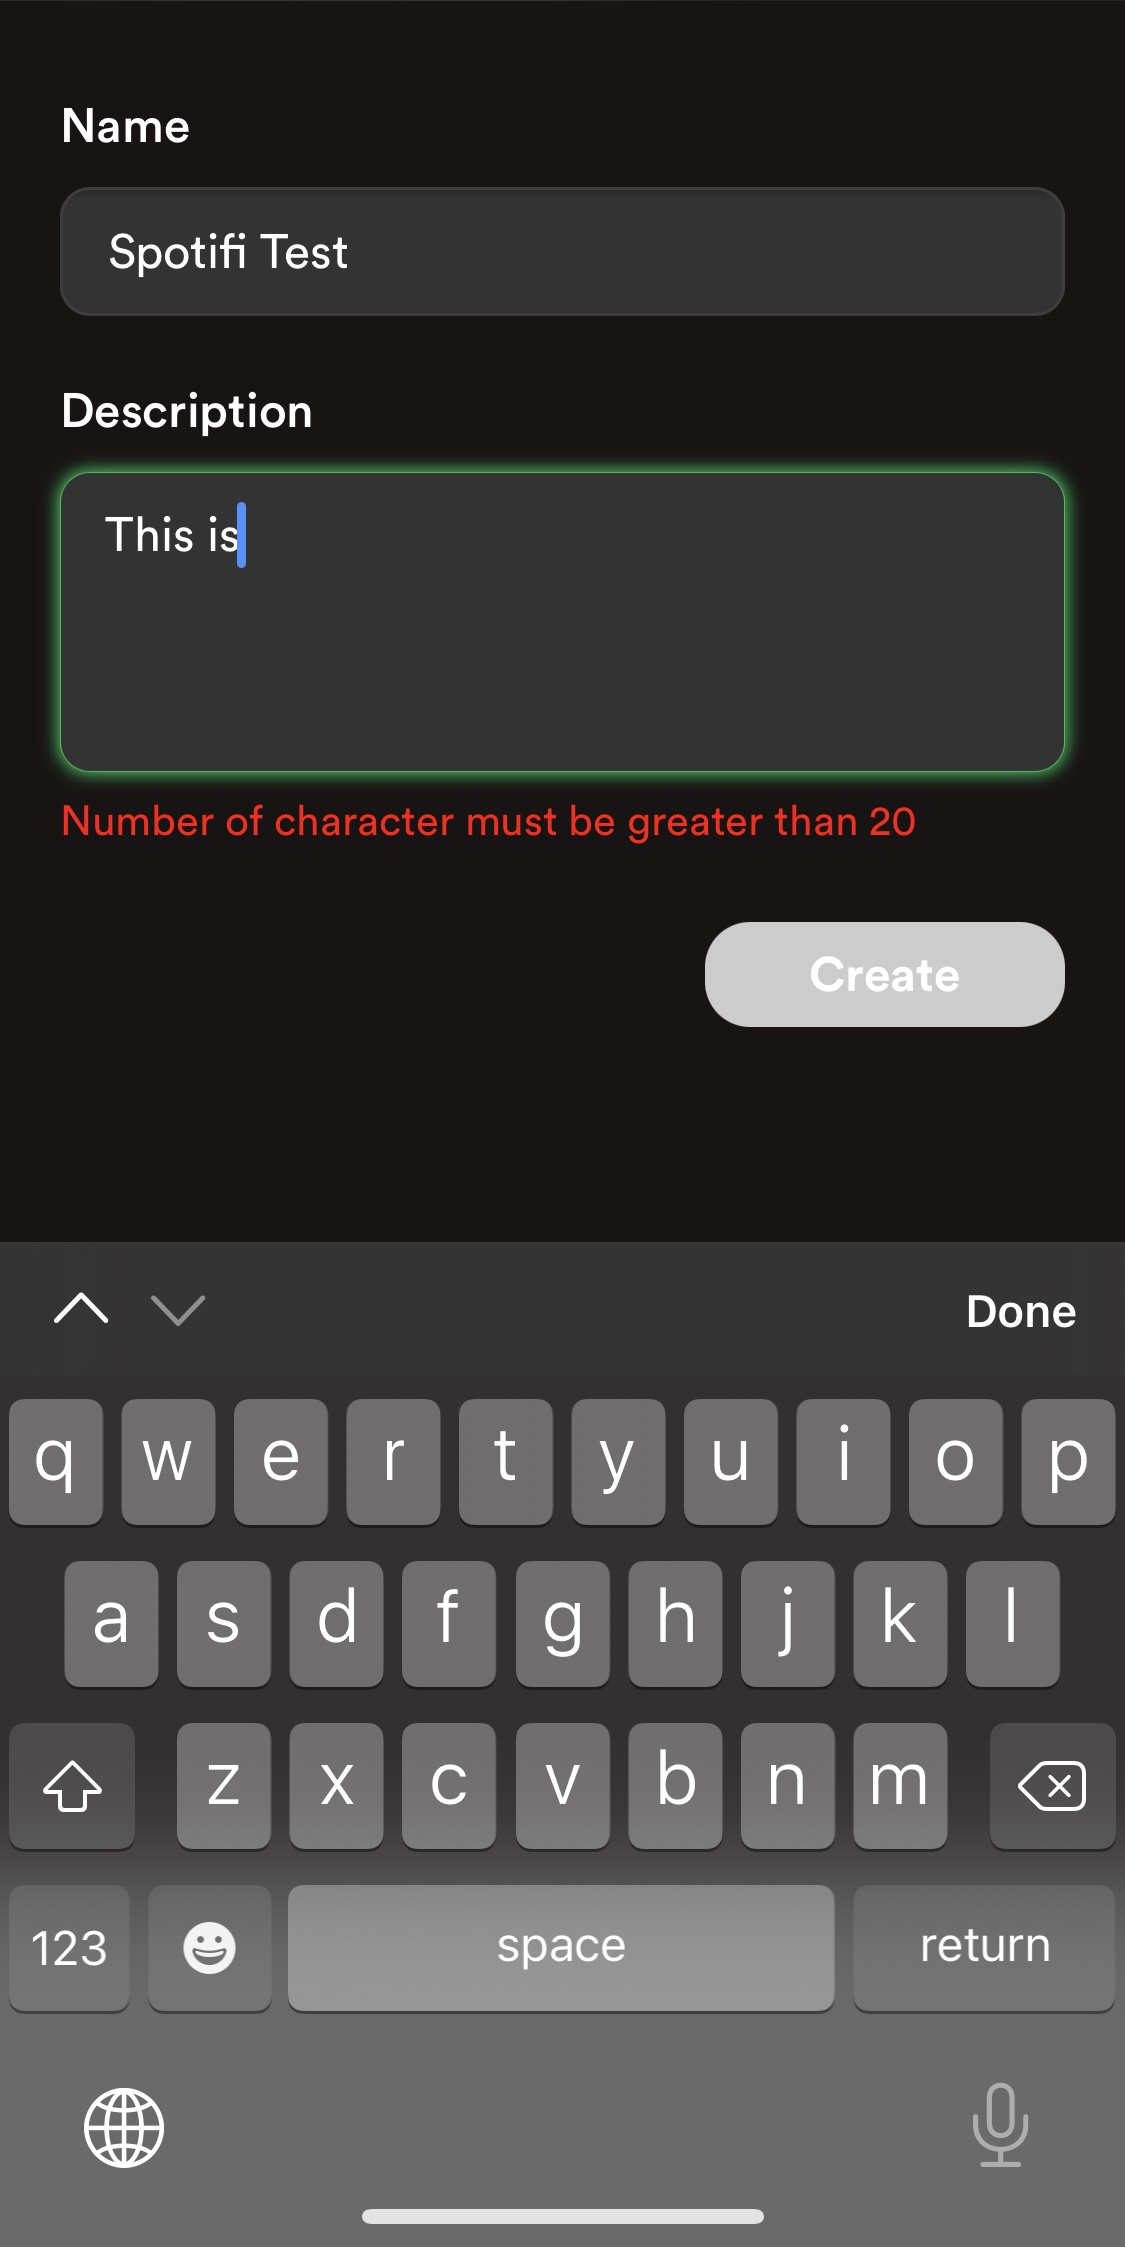 Name
Spotifi Test
Description
This is
Number of character must be greater than 20
Create
Done
q w e r t y u i o p
a s d f g h j k l
z x c v b n m
123 space return